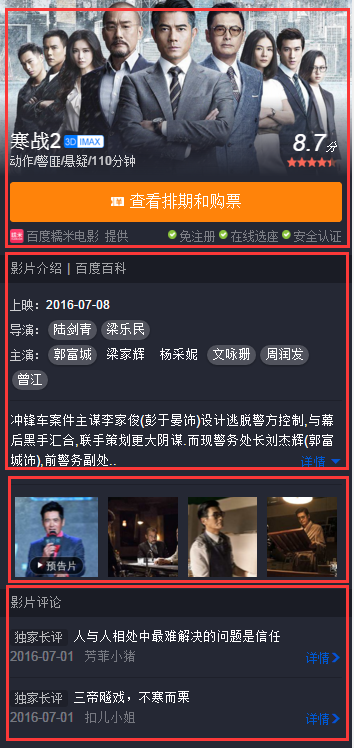 寒战2 3D IMAX 8.7分
动作/警匪/悬疑/110分钟
查看排期和购票
糯米 百度糯米电影 提供 免注册 在线选座 安全认证
影片介绍 | 百度百科
上映：2016-07-08
导演： 陆剑青 梁乐民
主演： 郭富城 梁家辉 杨采妮 文咏珊 周润发
曾江
冲锋车案件主谋李家俊(彭于晏饰)设计逃脱警方控制,与幕
后黑手汇合,联手策划更大阴谋.而现警务处长刘杰辉(郭富
城饰),前警务副处.. 详情
预告片
影片评论
独家长评 人与人相处中最难解决的问题是信任
2016-07-01 芳菲小猪 详情
独家长评 三帝飚戏，不寒而栗
2016-07-01 扣儿小姐 详情